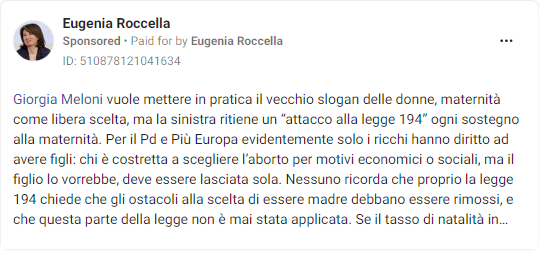 Eugenia Roccella
Sponsored • Paid for by Eugenia Roccella
ID: 510878121041634
Giorgia Meloni vuole mettere in pratica il vecchio slogan delle donne, maternità
come libera scelta, ma la sinistra ritiene un “attacco alla legge 194” ogni sostegno
alla maternità. Per il Pd e Più Europa evidentemente solo i ricchi hanno diritto ad
avere figli: chi è costretta a scegliere l’aborto per motivi economici o sociali, ma il
figlio lo vorrebbe, deve essere lasciata sola. Nessuno ricorda che proprio la legge
194 chiede che gli ostacoli alla scelta di essere madre debbano essere rimossi, e
che questa parte della legge non è mai stata applicata. Se il tasso di natalità in...